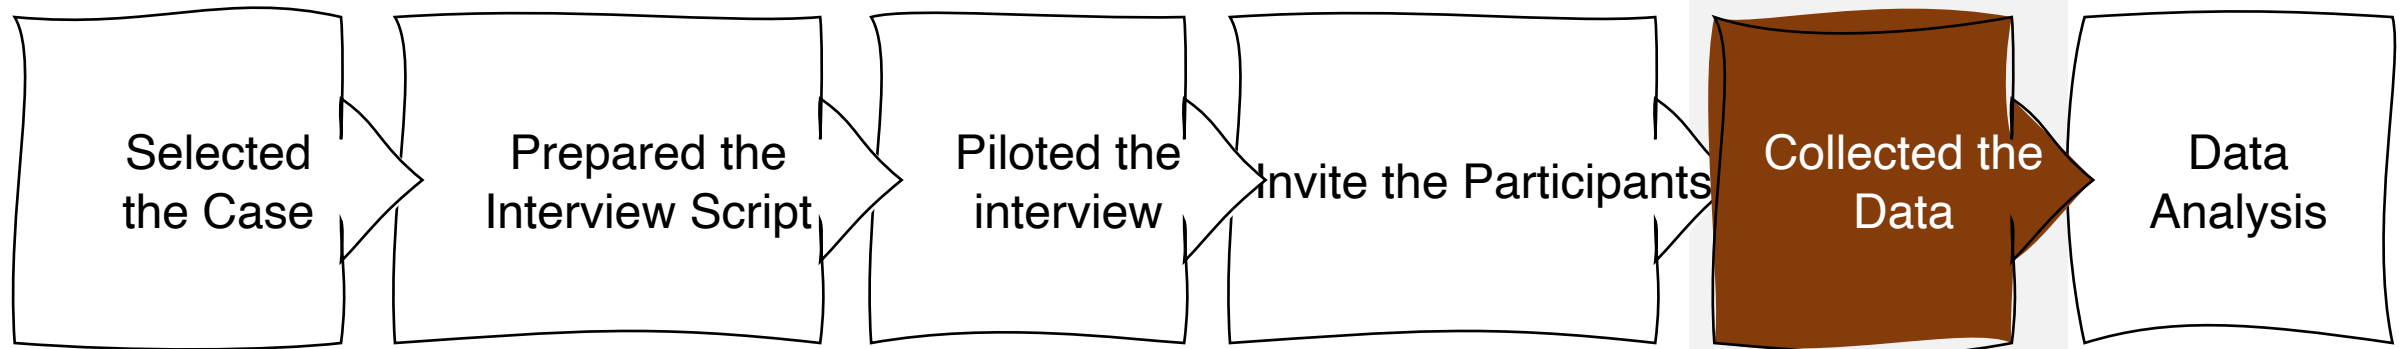 Selected
the Case
Prepared the
Interview Script
Piloted the
interview
Invite the Participants
Collected the
Data
Data
Analysis